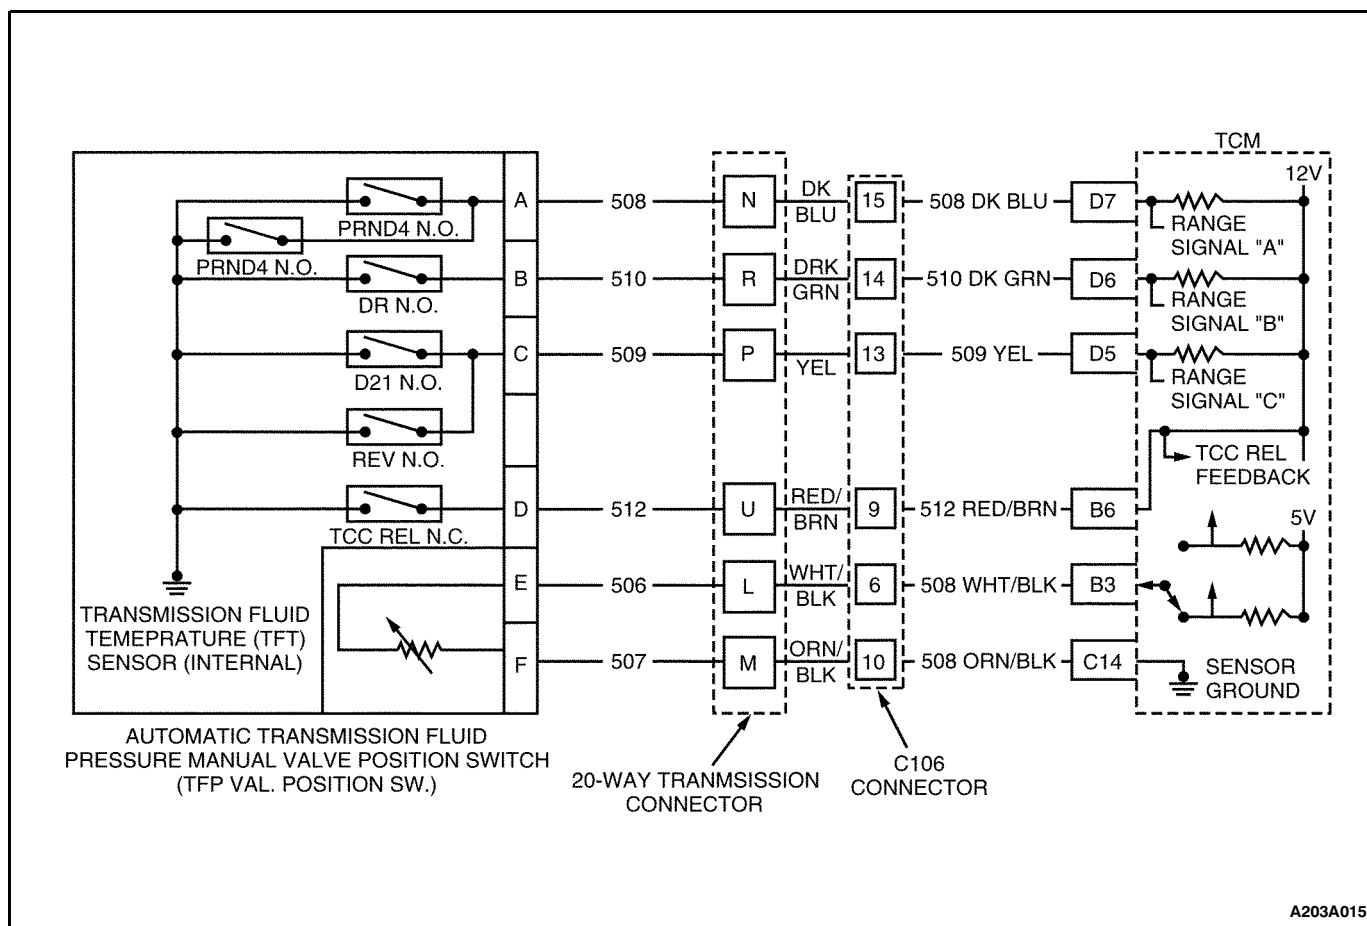 TCM
12V
A
508
N
DK
BLU
15
508 DK BLU
D7
PRND4 N.O.
RANGE
SIGNAL "A"
PRND4 N.O.
B
510
R
DRK
GRN
14
510 DK GRN
D6
DR N.O.
RANGE
SIGNAL "B"
C
509
P
YEL
13
509 YEL
D5
D21 N.O.
RANGE
SIGNAL "C"
REV N.O.
TCC REL
FEEDBACK
D
512
U
RED/
BRN
9
512 RED/BRN
B6
TCC REL N.C.
5V
E
506
L
WHT/
BLK
6
508 WHT/BLK
B3
TRANSMISSION FLUID
TEMEPRATURE (TFT)
SENSOR (INTERNAL)
F
507
M
ORN/
BLK
10
508 ORN/BLK
C14
SENSOR
GROUND
AUTOMATIC TRANSMISSION FLUID
PRESSURE MANUAL VALVE POSITION SWITCH
(TFP VAL. POSITION SW.)
20-WAY TRANMSISSION
CONNECTOR
C106
CONNECTOR
A203A015